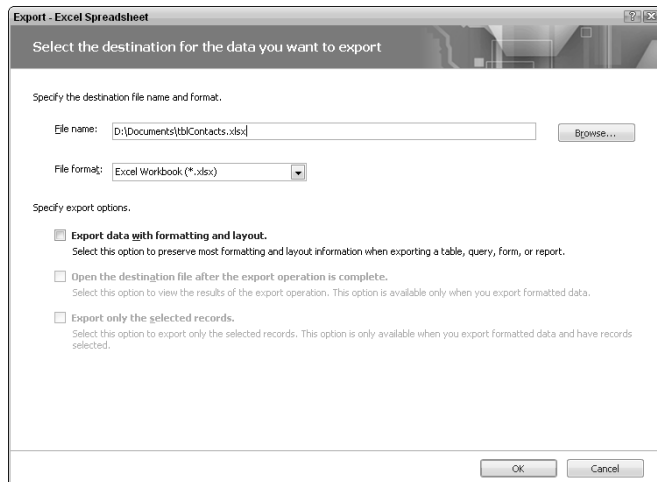 Export - Excel Spreadsheet
Select the destination for the data you want to export
Specify the destination file name and format.
File name: D:\Documents\tblContacts.xlsx Browse...
File format: Excel Workbook (*.xlsx)
Specify export options.
Export data with formatting and layout.
Select this option to preserve most formatting and layout information when exporting a table, query, form, or report.
Open the destination file after the export operation is complete.
Select this option to view the results of the export operation. This option is available only when you export formatted data.
Export only the selected records.
Select this option to export only the selected records. This option is only available when you export formatted data and have records
selected.
OK Cancel